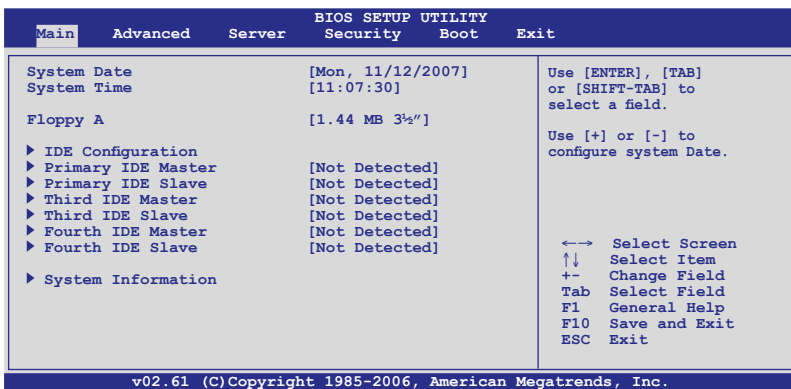 BIOS SETUP UTILITY
Main Advanced Server Security Boot Exit
System Date [Mon, 11/12/2007]
System Time [11:07:30]
Floppy A [1.44 MB 3½″]
IDE Configuration
Primary IDE Master [Not Detected]
Primary IDE Slave [Not Detected]
Third IDE Master [Not Detected]
Third IDE Slave [Not Detected]
Fourth IDE Master [Not Detected]
Fourth IDE Slave [Not Detected]
System Information
Use [ENTER], [TAB]
or [SHIFT-TAB] to
select a field.
Use [+] or [-] to
configure system Date.
←→ Select Screen
↑↓ Select Item
+- Change Field
Tab Select Field
F1 General Help
F10 Save and Exit
ESC Exit
v02.61 (C)Copyright 1985-2006, American Megatrends, Inc.